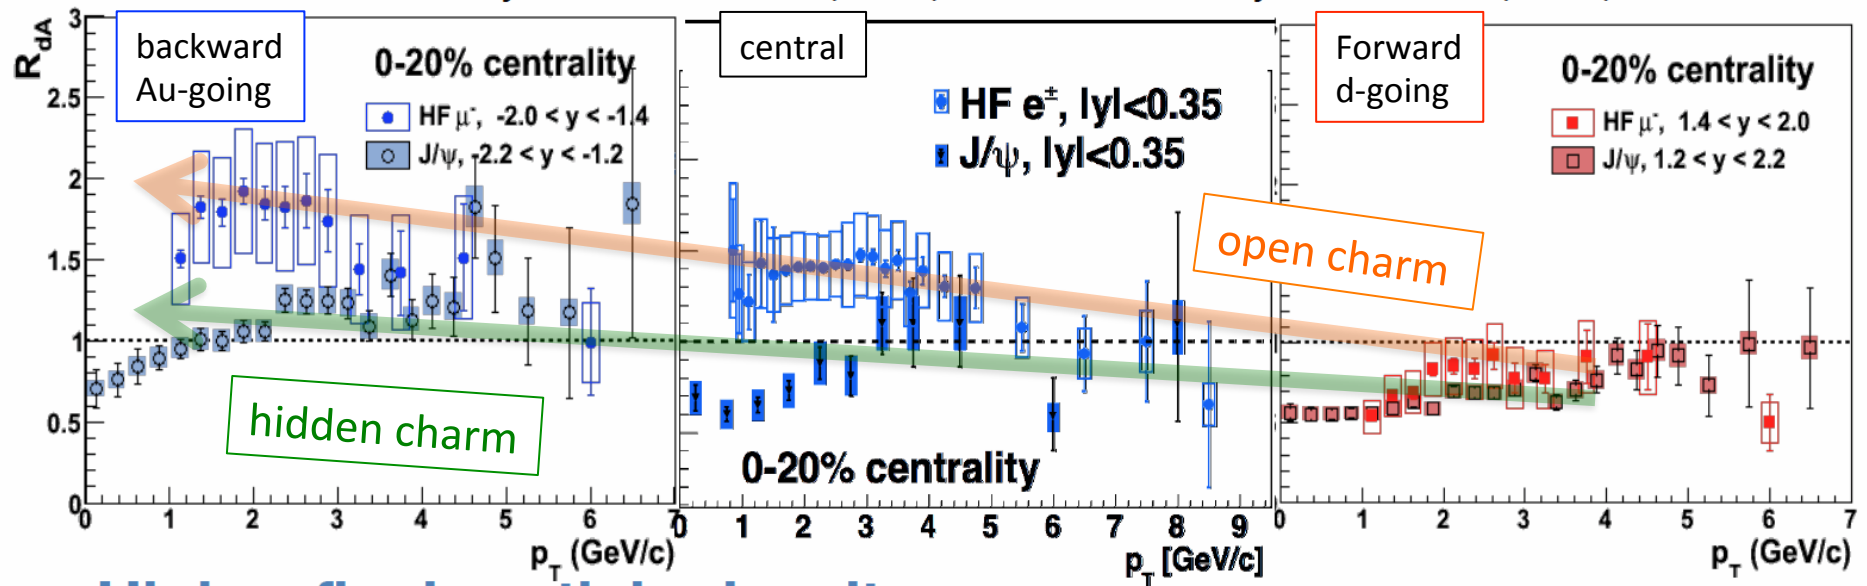 backward
Au-going
0-20% centrality
HF μ-, -2.0 < y < -1.4
J/ψ, -2.2 < y < -1.2
hidden charm
RdA
3
2.5
2
1.5
1
0.5
0
0 1 2 3 4 5 6 7
pT (GeV/c)
central
HF e±, |y|<0.35
J/ψ, |y|<0.35
0-20% centrality
0 1 2 3 4 5 6 7 8 9
pT [GeV/c]
Forward
d-going
0-20% centrality
HF μ-, 1.4 < y < 2.0
J/ψ, 1.2 < y < 2.2
open charm
0 1 2 3 4 5 6 7
pT (GeV/c)